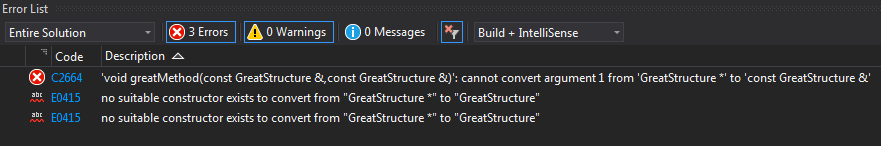 Error List
Entire Solution 3 Errors 0 Warnings 0 Messages Build + IntelliSense
Code Description
C2664 'void greatMethod(const GreatStructure &,const GreatStructure &)': cannot convert argument 1 from 'GreatStructure *' to 'const GreatStructure &'
abc E0415 no suitable constructor exists to convert from "GreatStructure *" to "GreatStructure"
abc E0415 no suitable constructor exists to convert from "GreatStructure *" to "GreatStructure"